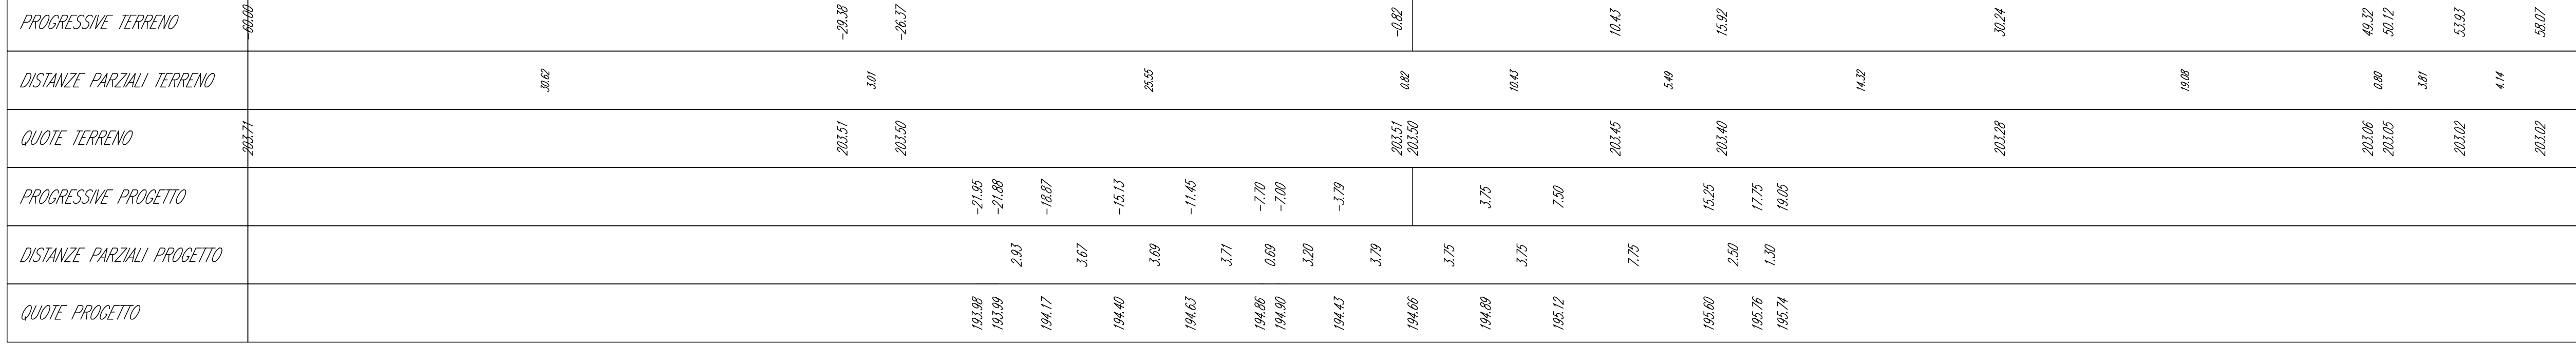 PROGRESSIVE TERRENO -60.00 -29.38 -26.37 -0.82 10.43 15.92 30.24 49.32 50.12 53.93 58.07
DISTANZE PARZIALI TERRENO 30.62 3.01 25.55 0.82 10.43 5.49 14.32 19.08 0.80 3.81 4.14
QUOTE TERRENO 203.71 203.51 203.50 203.51 203.50 203.45 203.40 203.28 203.06 203.05 203.02 203.02
PROGRESSIVE PROGETTO -21.95 -21.88 -18.87 -15.13 -11.45 -7.70 -7.00 -3.79 3.75 7.50 15.25 17.75 19.05
DISTANZE PARZIALI PROGETTO 2.93 3.67 3.69 3.71 0.69 3.20 3.79 3.75 3.75 7.75 2.50 1.30
QUOTE PROGETTO 193.98 193.99 194.17 194.40 194.63 194.86 194.90 194.43 194.66 194.89 195.12 195.60 195.76 195.74